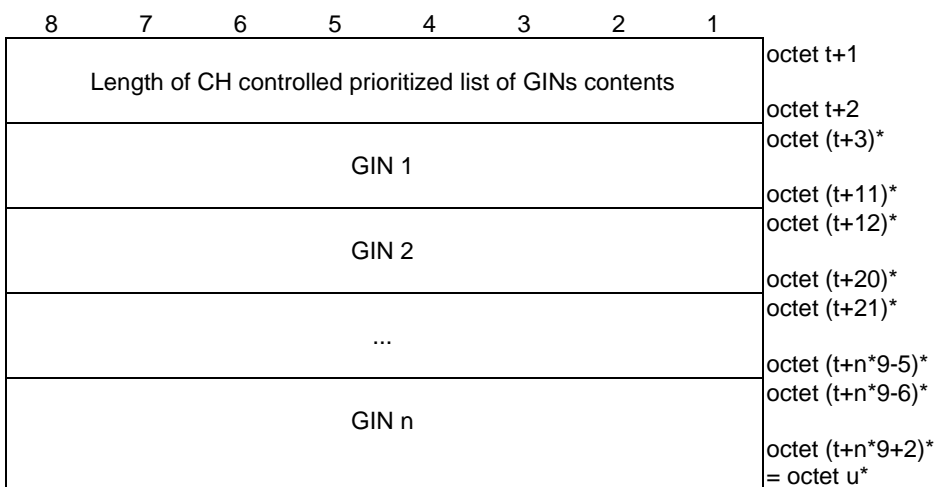 8 7 6 5 4 3 2 1
octet t+1
Length of CH controlled prioritized list of GINs contents
octet t+2
octet (t+3)*
GIN 1
octet (t+11)*
octet (t+12)*
GIN 2
octet (t+20)*
octet (t+21)*
...
octet (t+n*9-5)*
octet (t+n*9-6)*
GIN n
octet (t+n*9+2)*
= octet u*